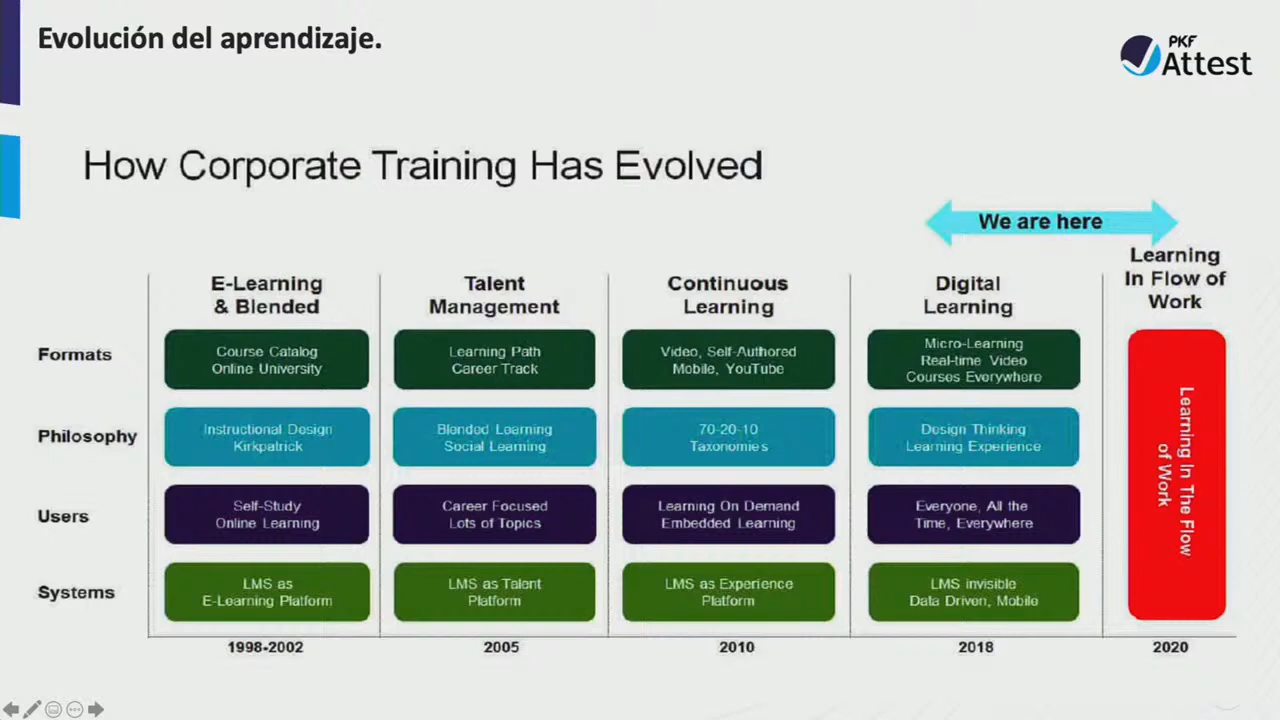 Evolución del aprendizaje.
PKF
Attest
How Corporate Training Has Evolved
We are here
E-Learning
& Blended
Talent
Management
Continuous
Learning
Digital
Learning
Learning
In Flow of
Work
Formats
Course Catalog
Online University
Learning Path
Career Track
Video, Self-Authored
Mobile, YouTube
Micro-Learning
Real-time Video
Courses Everywhere
Learning In The Flow
of Work
Philosophy
Instructional Design
Kirkpatrick
Blended Learning
Social Learning
70-20-10
Taxonomies
Design Thinking
Learning Experience
Users
Self-Study
Online Learning
Career Focused
Lots of Topics
Learning On Demand
Embedded Learning
Everyone, All the
Time, Everywhere
Systems
LMS as
E-Learning Platform
LMS as Talent
Platform
LMS as Experience
Platform
LMS invisible
Data Driven, Mobile
1998-2002
2005
2010
2018
2020